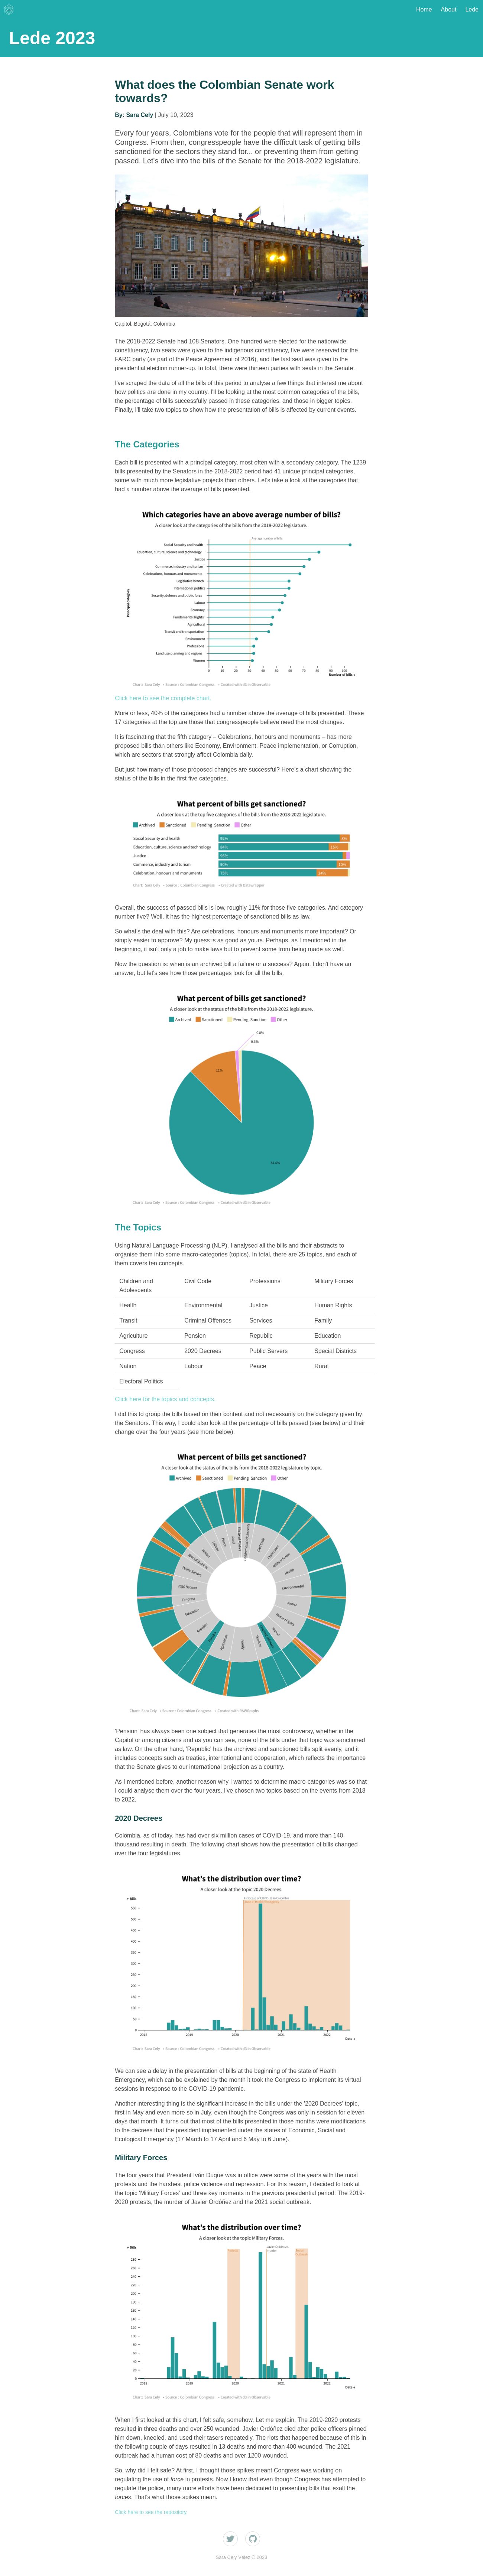 Home About Lede
Lede 2023
What does the Colombian Senate work
towards?
By: Sara Cely | July 10, 2023
Every four years, Colombians vote for the people that will represent them in
Congress. From then, congresspeople have the difficult task of getting bills
sanctioned for the sectors they stand for... or preventing them from getting
passed. Let's dive into the bills of the Senate for the 2018-2022 legislature.
Capitol. Bogotá, Colombia
The 2018-2022 Senate had 108 Senators. One hundred were elected for the nationwide
constituency, two seats were given to the indigenous constituency, five were reserved for the
FARC party (as part of the Peace Agreement of 2016), and the last seat was given to the
presidential election runner-up. In total, there were thirteen parties with seats in the Senate.
I've scraped the data of all the bills of this period to analyse a few things that interest me about
how politics are done in my country. I'll be looking at the most common categories of the bills,
the percentage of bills successfully passed in these categories, and those in bigger topics.
Finally, I'll take two topics to show how the presentation of bills is affected by current events.
The Categories
Each bill is presented with a principal category, most often with a secondary category. The 1239
bills presented by the Senators in the 2018-2022 period had 41 unique principal categories,
some with much more legislative projects than others. Let's take a look at the categories that
had a number above the average of bills presented.
Which categories have an above average number of bills?
A closer look at the categories of the bills from the 2018-2022 legislature.
Average number of bills
Social Security and health
Education, culture, science and technology
Justice
Commerce, industry and turism
Celebrations, honours and monuments
Legislative branch
International politics
Security, defense and public force
Labour
Economy
Fundamental Rights
Agricultural
Transit and transportation
Environment
Professions
Land use planning and regions
Women
Principal category
0 10 20 30 40 50 60 70 80 90 100
Number of bills →
Chart: Sara Cely • Source: Colombian Congress • Created with d3 in Observable
Click here to see the complete chart.
More or less, 40% of the categories had a number above the average of bills presented. These
17 categories at the top are those that congresspeople believe need the most changes.
It is fascinating that the fifth category – Celebrations, honours and monuments – has more
proposed bills than others like Economy, Environment, Peace implementation, or Corruption,
which are sectors that strongly affect Colombia daily.
But just how many of those proposed changes are successful? Here's a chart showing the
status of the bills in the first five categories.
What percent of bills get sanctioned?
A closer look at the top five categories of the bills from the 2018-2022 legislature.
Archived Sanctioned Pending Sanction Other
Social Security and health 92% 8%
Education, culture, science and technology 84% 15%
Justice 95%
Commerce, industry and turism 90% 10%
Celebration, honours and monuments 75% 24%
Chart: Sara Cely • Source: Colombian Congress • Created with Datawrapper
Overall, the success of passed bills is low, roughly 11% for those five categories. And category
number five? Well, it has the highest percentage of sanctioned bills as law.
So what's the deal with this? Are celebrations, honours and monuments more important? Or
simply easier to approve? My guess is as good as yours. Perhaps, as I mentioned in the
beginning, it isn't only a job to make laws but to prevent some from being made as well.
Now the question is: when is an archived bill a failure or a success? Again, I don't have an
answer, but let's see how those percentages look for all the bills.
What percent of bills get sanctioned?
A closer look at the status of the bills from the 2018-2022 legislature.
Archived Sanctioned Pending Sanction Other
Chart: Sara Cely • Source: Colombian Congress • Created with d3 in Observable
The Topics
Using Natural Language Processing (NLP), I analysed all the bills and their abstracts to
organise them into some macro-categories (topics). In total, there are 25 topics, and each of
them covers ten concepts.
Children and Adolescents Civil Code Professions Military Forces
Health Environmental Justice Human Rights
Transit Criminal Offenses Services Family
Agriculture Pension Republic Education
Congress 2020 Decrees Public Servers Special Districts
Nation Labour Peace Rural
Electoral Politics
Click here for the topics and concepts.
I did this to group the bills based on their content and not necessarily on the category given by
the Senators. This way, I could also look at the percentage of bills passed (see below) and their
change over the four years (see more below).
What percent of bills get sanctioned?
A closer look at the status of the bills from the 2018-2022 legislature by topic.
Archived Sanctioned Pending Sanction Other
Chart: Sara Cely • Source: Colombian Congress • Created with RAWGraphs
'Pension' has always been one subject that generates the most controversy, whether in the
Capitol or among citizens and as you can see, none of the bills under that topic was sanctioned
as law. On the other hand, 'Republic' has the archived and sanctioned bills split evenly, and it
includes concepts such as treaties, international and cooperation, which reflects the importance
that the Senate gives to our international projection as a country.
As I mentioned before, another reason why I wanted to determine macro-categories was so that
I could analyse them over the four years. I've chosen two topics based on the events from 2018
to 2022.
2020 Decrees
Colombia, as of today, has had over six million cases of COVID-19, and more than 140
thousand resulting in death. The following chart shows how the presentation of bills changed
over the four legislatures.
What's the distribution over time?
A closer look at the topic 2020 Decrees.
Chart: Sara Cely • Source: Colombian Congress • Created with d3 in Observable
We can see a delay in the presentation of bills at the beginning of the state of Health
Emergency, which can be explained by the month it took the Congress to implement its virtual
sessions in response to the COVID-19 pandemic.
Another interesting thing is the significant increase in the bills under the '2020 Decrees' topic,
first in May and even more so in July, even though the Congress was only in session for eleven
days that month. It turns out that most of the bills presented in those months were modifications
to the decrees that the president implemented under the states of Economic, Social and
Ecological Emergency (17 March to 17 April and 6 May to 6 June).
Military Forces
The four years that President Iván Duque was in office were some of the years with the most
protests and the harshest police violence and repression. For this reason, I decided to look at
the topic 'Military Forces' and three key moments in the previous presidential period: The 2019-
2020 protests, the murder of Javier Ordóñez and the 2021 social outbreak.
What's the distribution over time?
A closer look at the topic Military Forces.
Chart: Sara Cely • Source: Colombian Congress • Created with d3 in Observable
When I first looked at this chart, I felt safe, somehow. Let me explain. The 2019-2020 protests
resulted in three deaths and over 250 wounded. Javier Ordóñez died after police officers pinned
him down, kneeled, and used their tasers repeatedly. The riots that happened because of this in
the following couple of days resulted in 13 deaths and more than 400 wounded. The 2021
outbreak had a human cost of 80 deaths and over 1200 wounded.
So, why did I felt safe? At first, I thought those spikes meant Congress was working on
regulating the use of force in protests. Now I know that even though Congress has attempted to
regulate the police, many more efforts have been dedicated to presenting bills that exalt the
forces. That's what those spikes mean.
Click here to see the repository.
Sara Cely Vélez © 2023